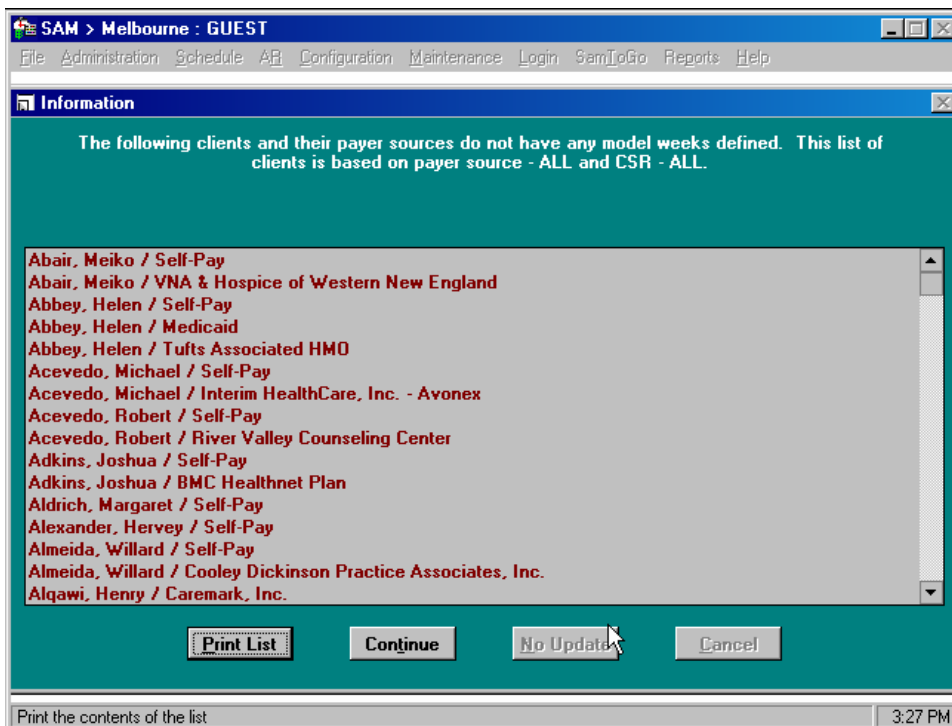 SAM > Melbourne : GUEST
File Administration Schedule AR Configuration Maintenance Login SamToGo Reports Help
Information
The following clients and their payer sources do not have any model weeks defined. This list of
clients is based on payer source - ALL and CSR - ALL.
Abair, Meiko / Self-Pay
Abair, Meiko / VNA & Hospice of Western New England
Abbey, Helen / Self-Pay
Abbey, Helen / Medicaid
Abbey, Helen / Tufts Associated HMO
Acevedo, Michael / Self-Pay
Acevedo, Michael / Interim HealthCare, Inc. - Avonex
Acevedo, Robert / Self-Pay
Acevedo, Robert / River Valley Counseling Center
Adkins, Joshua / Self-Pay
Adkins, Joshua / BMC Healthnet Plan
Aldrich, Margaret / Self-Pay
Alexander, Hervey / Self-Pay
Almeida, Willard / Self-Pay
Almeida, Willard / Cooley Dickinson Practice Associates, Inc.
Alqawi, Henry / Caremark, Inc.
Print List Continue No Update Cancel
Print the contents of the list 3:27 PM